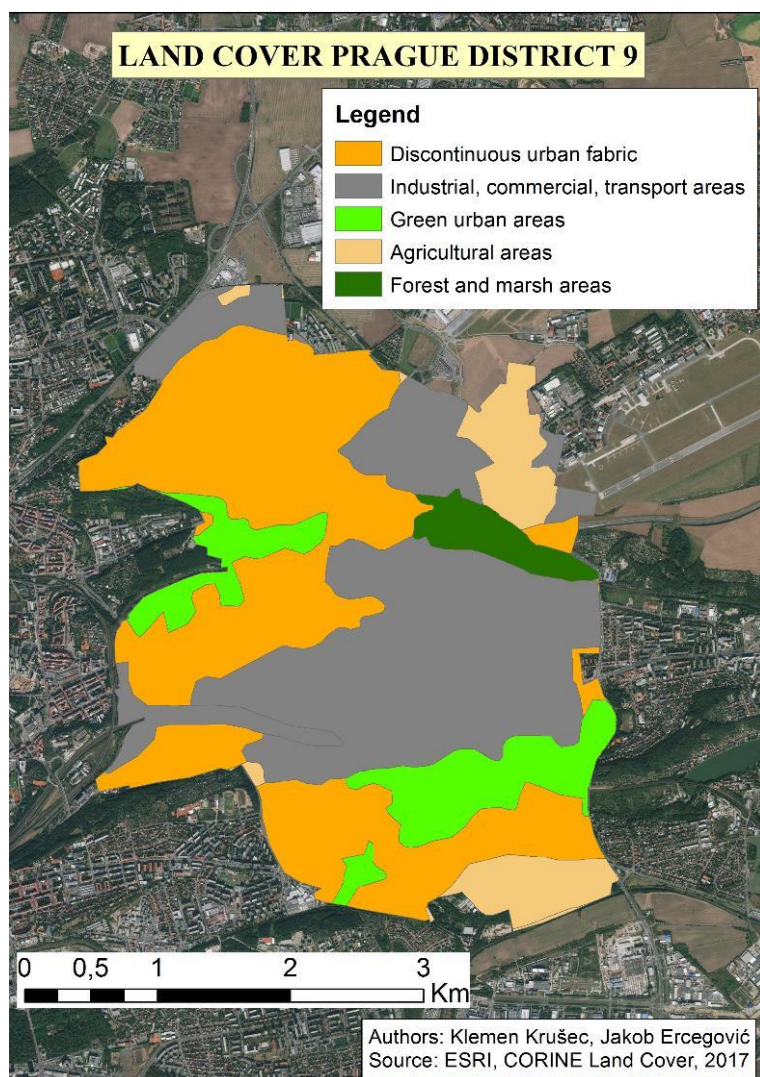 LAND COVER PRAGUE DISTRICT 9
Legend
Discontinuous urban fabric
Industrial, commercial, transport areas
Green urban areas
Agricultural areas
Forest and marsh areas
0 0,5 1 2 3
Km
Authors: Klemen Krušec, Jakob Ercegović
Source: ESRI, CORINE Land Cover, 2017